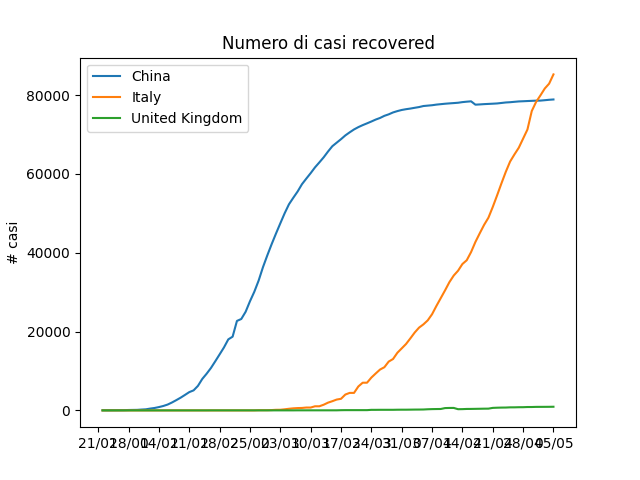 Numero di casi recovered
China
Italy
United Kingdom
# casi
80000
60000
40000
20000
0
21/01 28/01 04/02 11/02 18/02 25/02 03/03 10/03 17/03 24/03 31/03 07/04 14/04 21/04 28/04 05/05